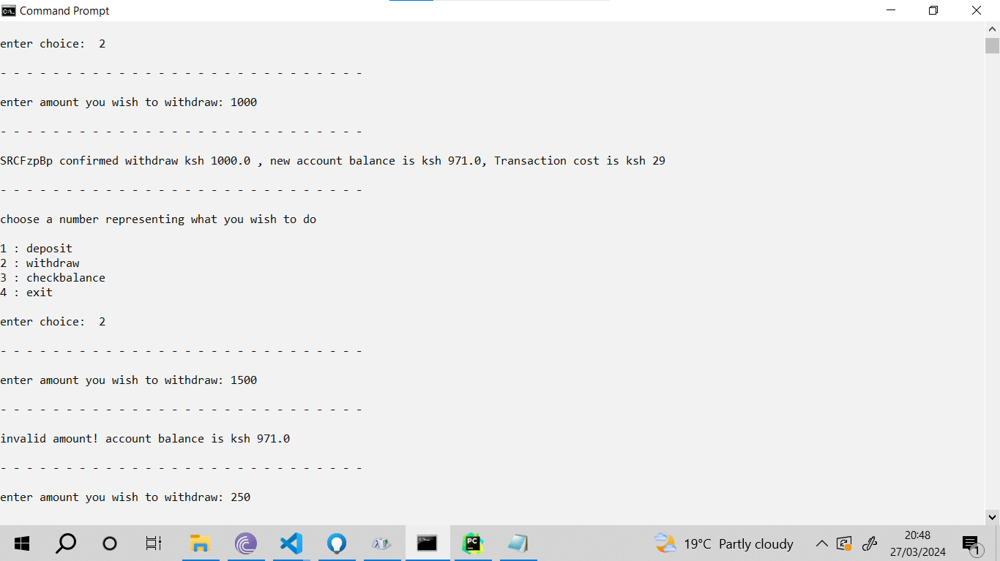 Command Prompt
enter choice:  2
- - - - - - - - - - - - - - - - - - - - - - - - - - - -
enter amount you wish to withdraw: 1000
- - - - - - - - - - - - - - - - - - - - - - - - - - - -
SRCFzpBp confirmed withdraw ksh 1000.0 , new account balance is ksh 971.0, Transaction cost is ksh 29
- - - - - - - - - - - - - - - - - - - - - - - - - - - -
choose a number representing what you wish to do
1 : deposit
2 : withdraw
3 : checkbalance
4 : exit
enter choice:  2
- - - - - - - - - - - - - - - - - - - - - - - - - - - -
enter amount you wish to withdraw: 1500
- - - - - - - - - - - - - - - - - - - - - - - - - - - -
invalid amount! account balance is ksh 971.0
- - - - - - - - - - - - - - - - - - - - - - - - - - - -
enter amount you wish to withdraw: 250
PC
19°C Partly cloudy
20:48
27/03/2024
1